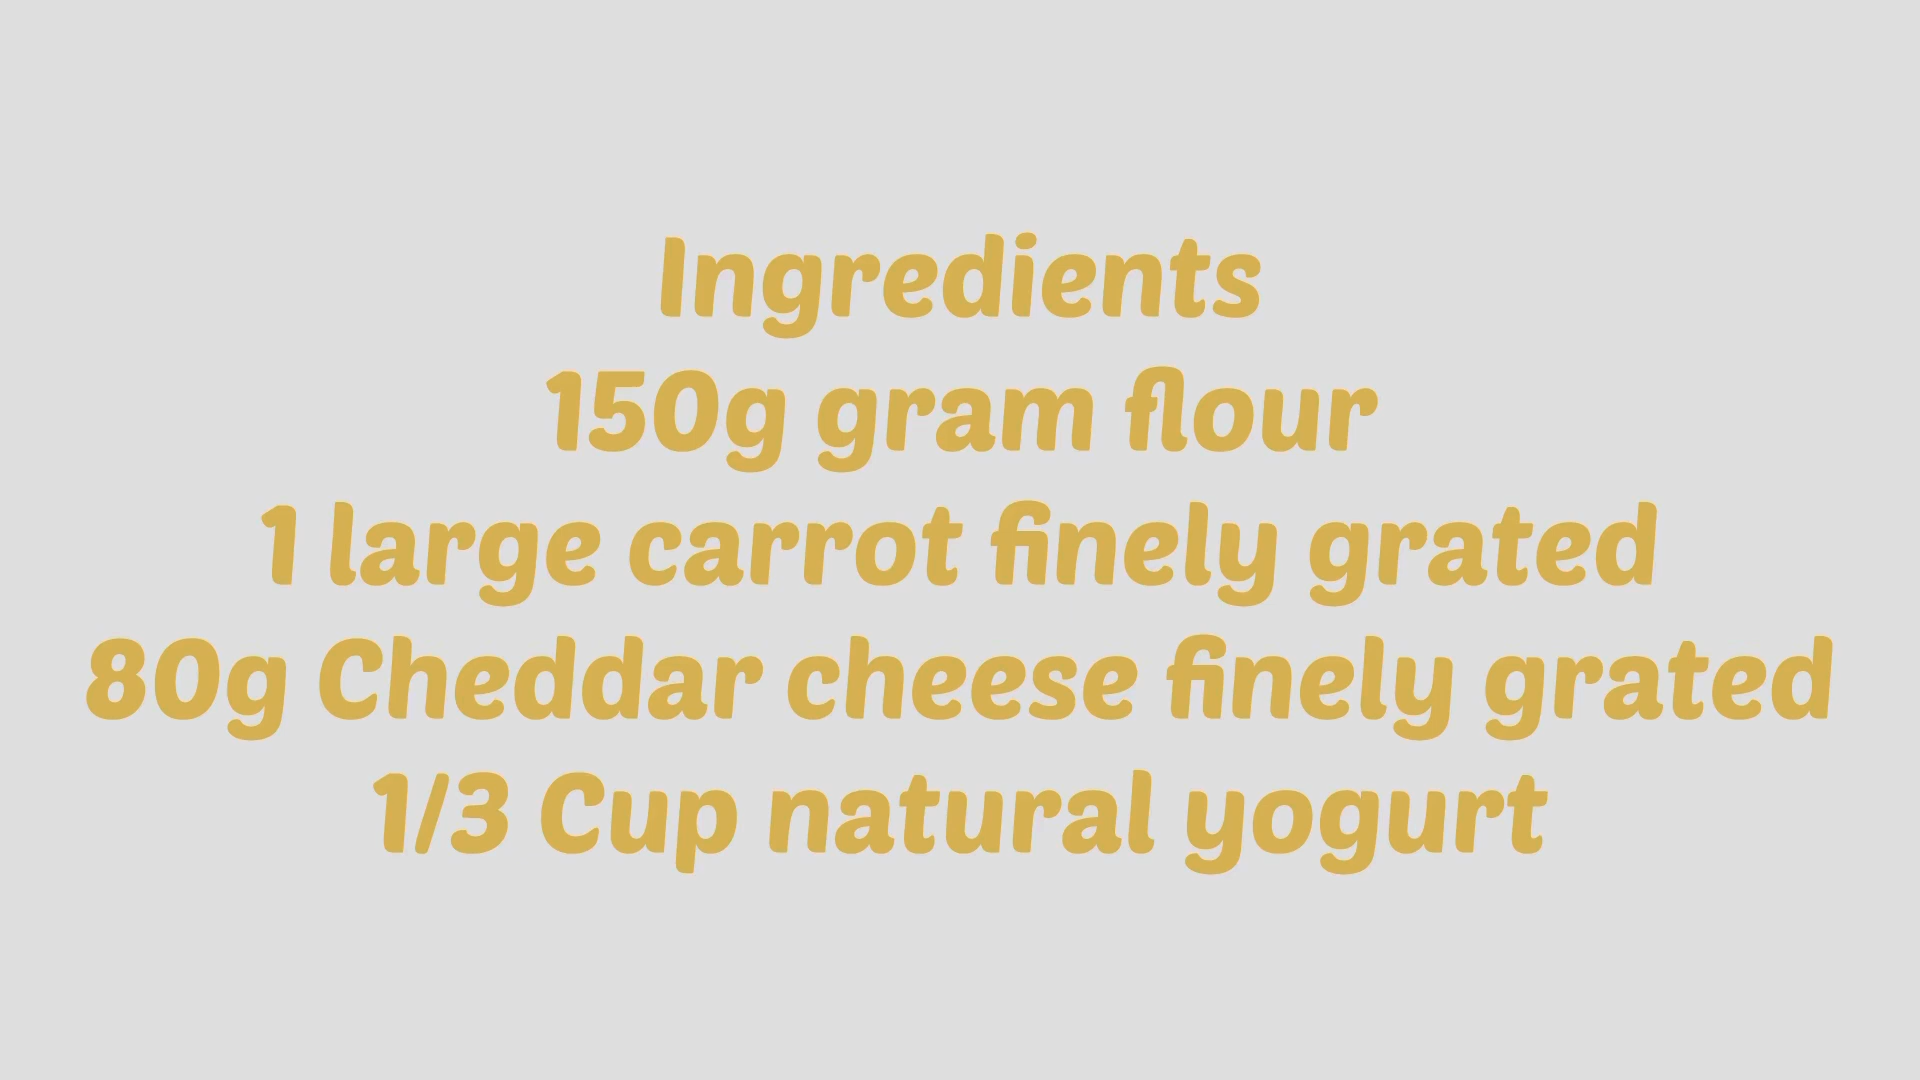 Ingredients
150g gram flour
1 large carrot finely grated
80g Cheddar cheese finely grated
1/3 Cup natural yogurt